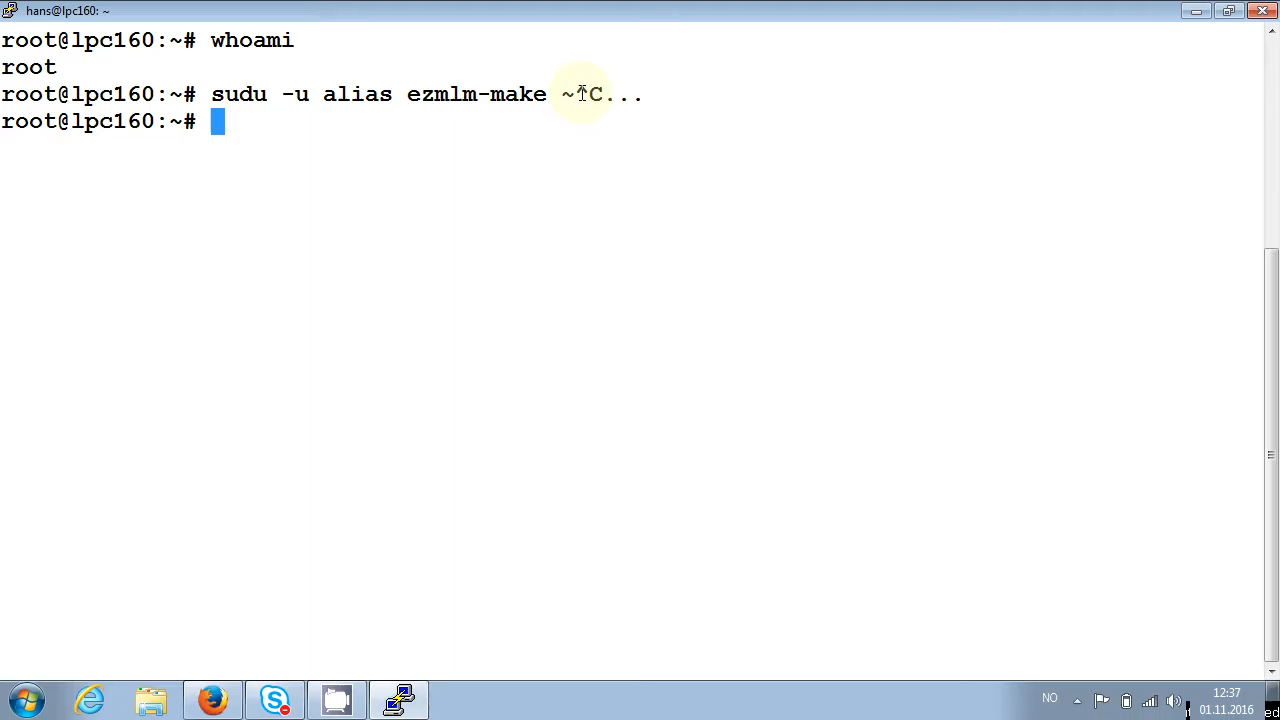 hans@lpc160: ~
root@lpc160:~# whoami
root
root@lpc160:~# sudu -u alias ezmlm-make ~^C...
root@lpc160:~#
NO
12:37
01.11.2016